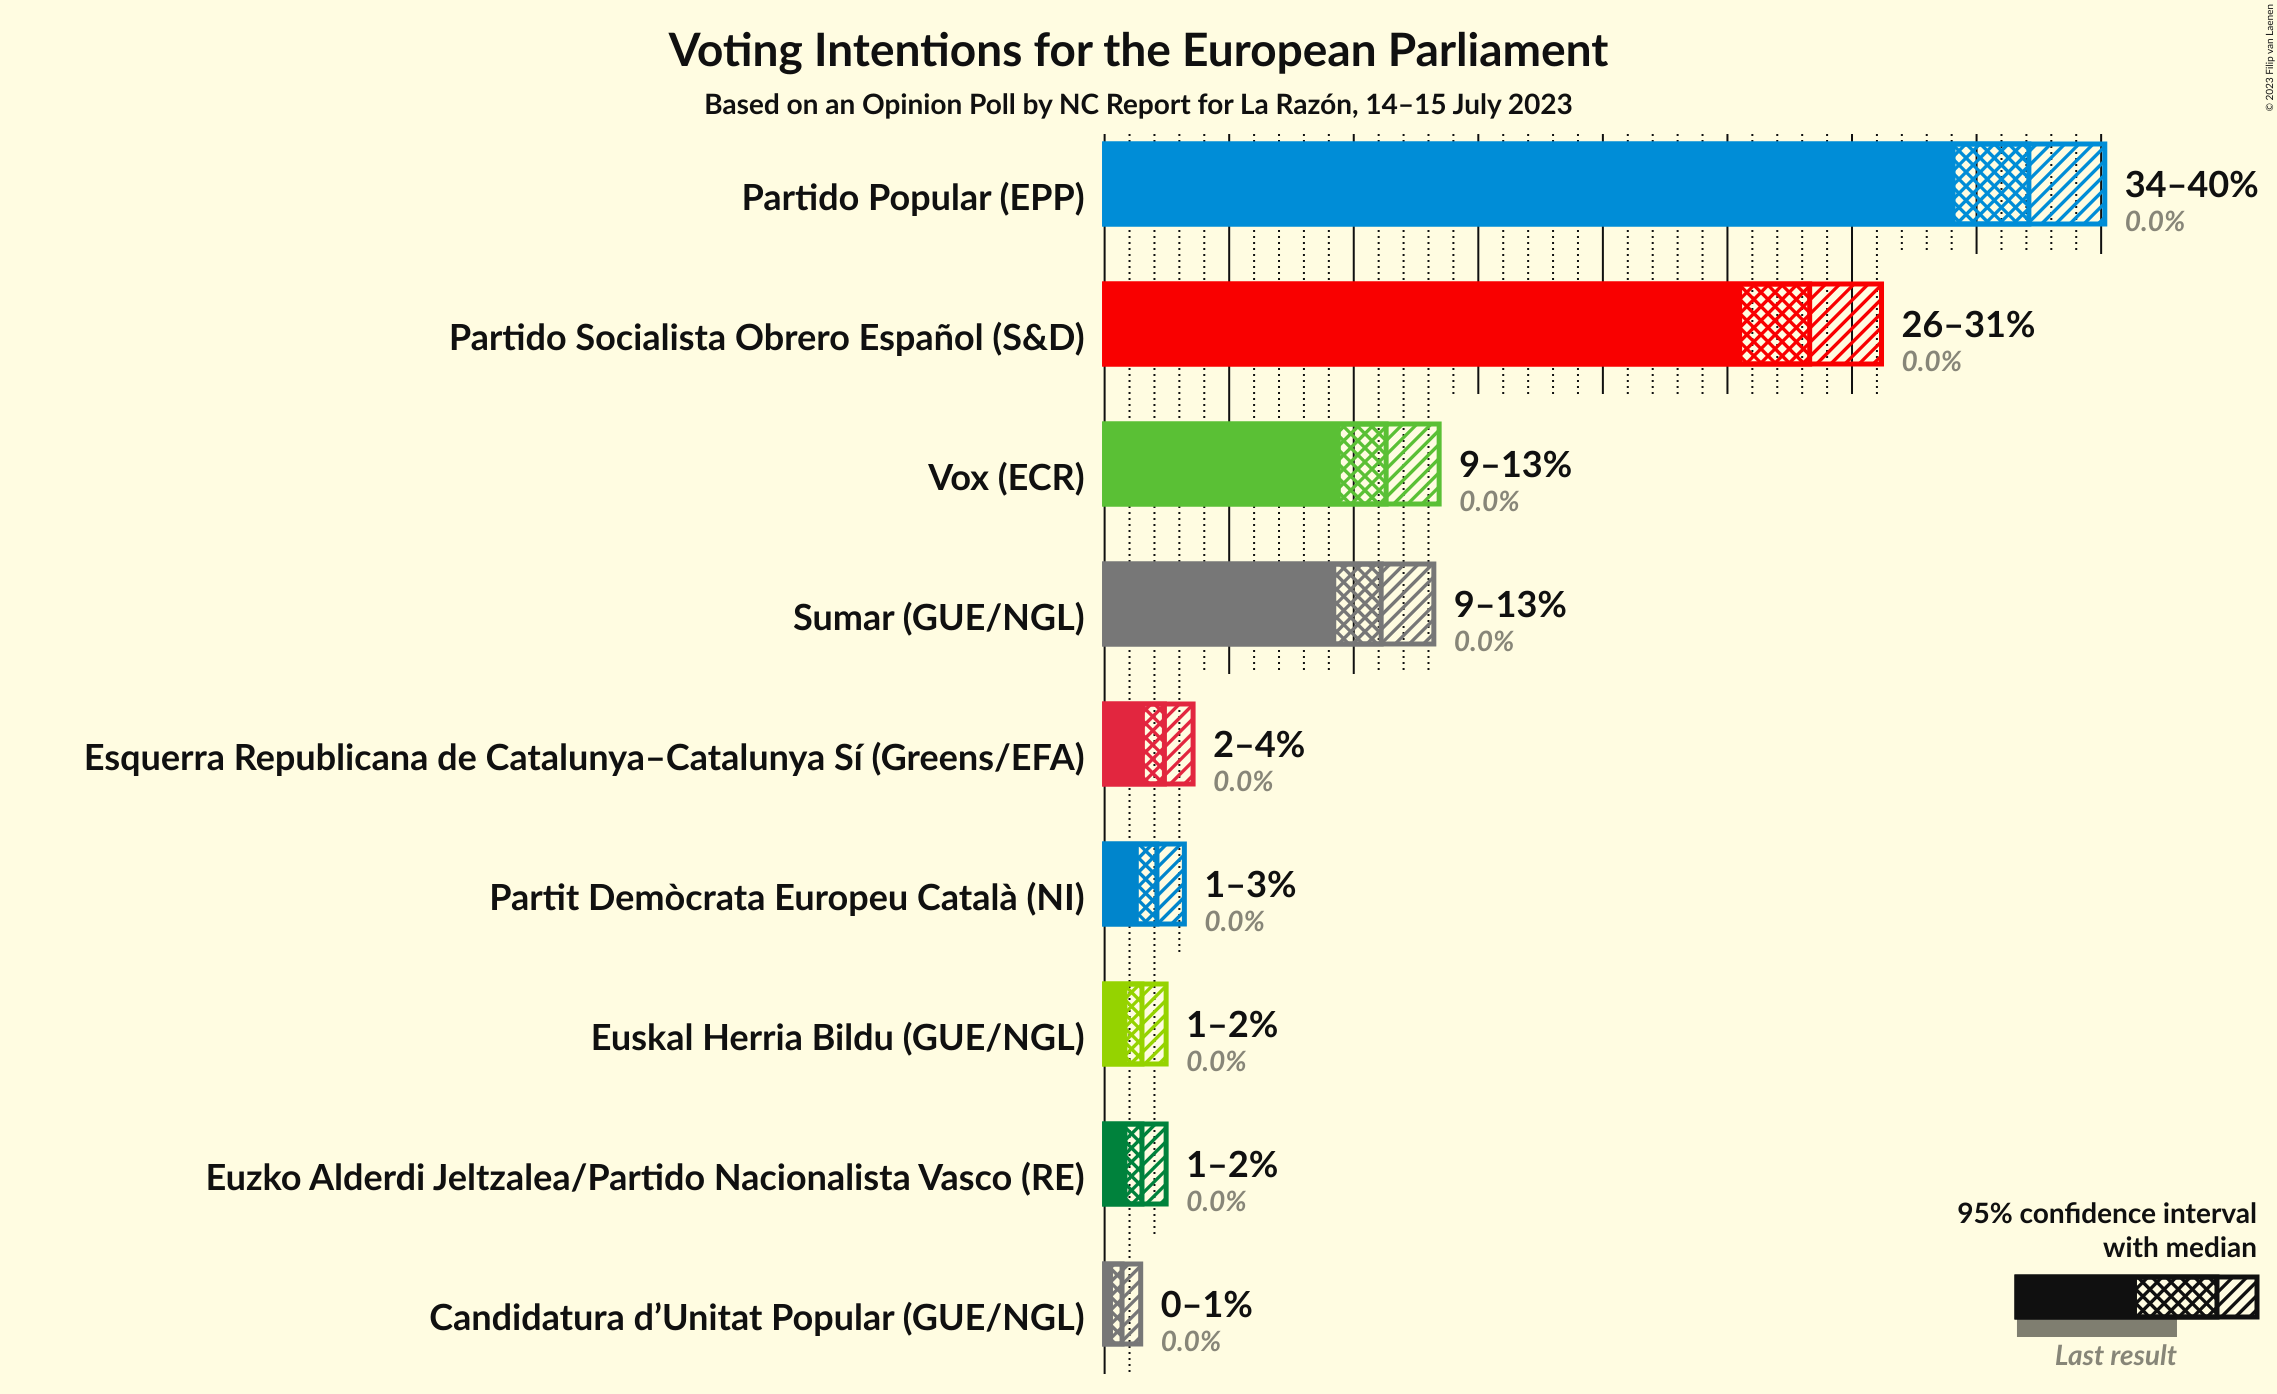 Voting Intentions for the European Parliament
Based on an Opinion Poll by NC Report for La Razón, 14–15 July 2023
© 2023 Filip van Laenen
Partido Popular (EPP)
34–40%
0.0%
Partido Socialista Obrero Español (S&D)
26–31%
0.0%
Vox (ECR)
9–13%
0.0%
Sumar (GUE/NGL)
9–13%
0.0%
Esquerra Republicana de Catalunya–Catalunya Sí (Greens/EFA)
2–4%
0.0%
Partit Demòcrata Europeu Català (NI)
1–3%
0.0%
Euskal Herria Bildu (GUE/NGL)
1–2%
0.0%
Euzko Alderdi Jeltzalea/Partido Nacionalista Vasco (RE)
1–2%
0.0%
Candidatura d’Unitat Popular (GUE/NGL)
0–1%
0.0%
95% confidence interval
with median
Last result